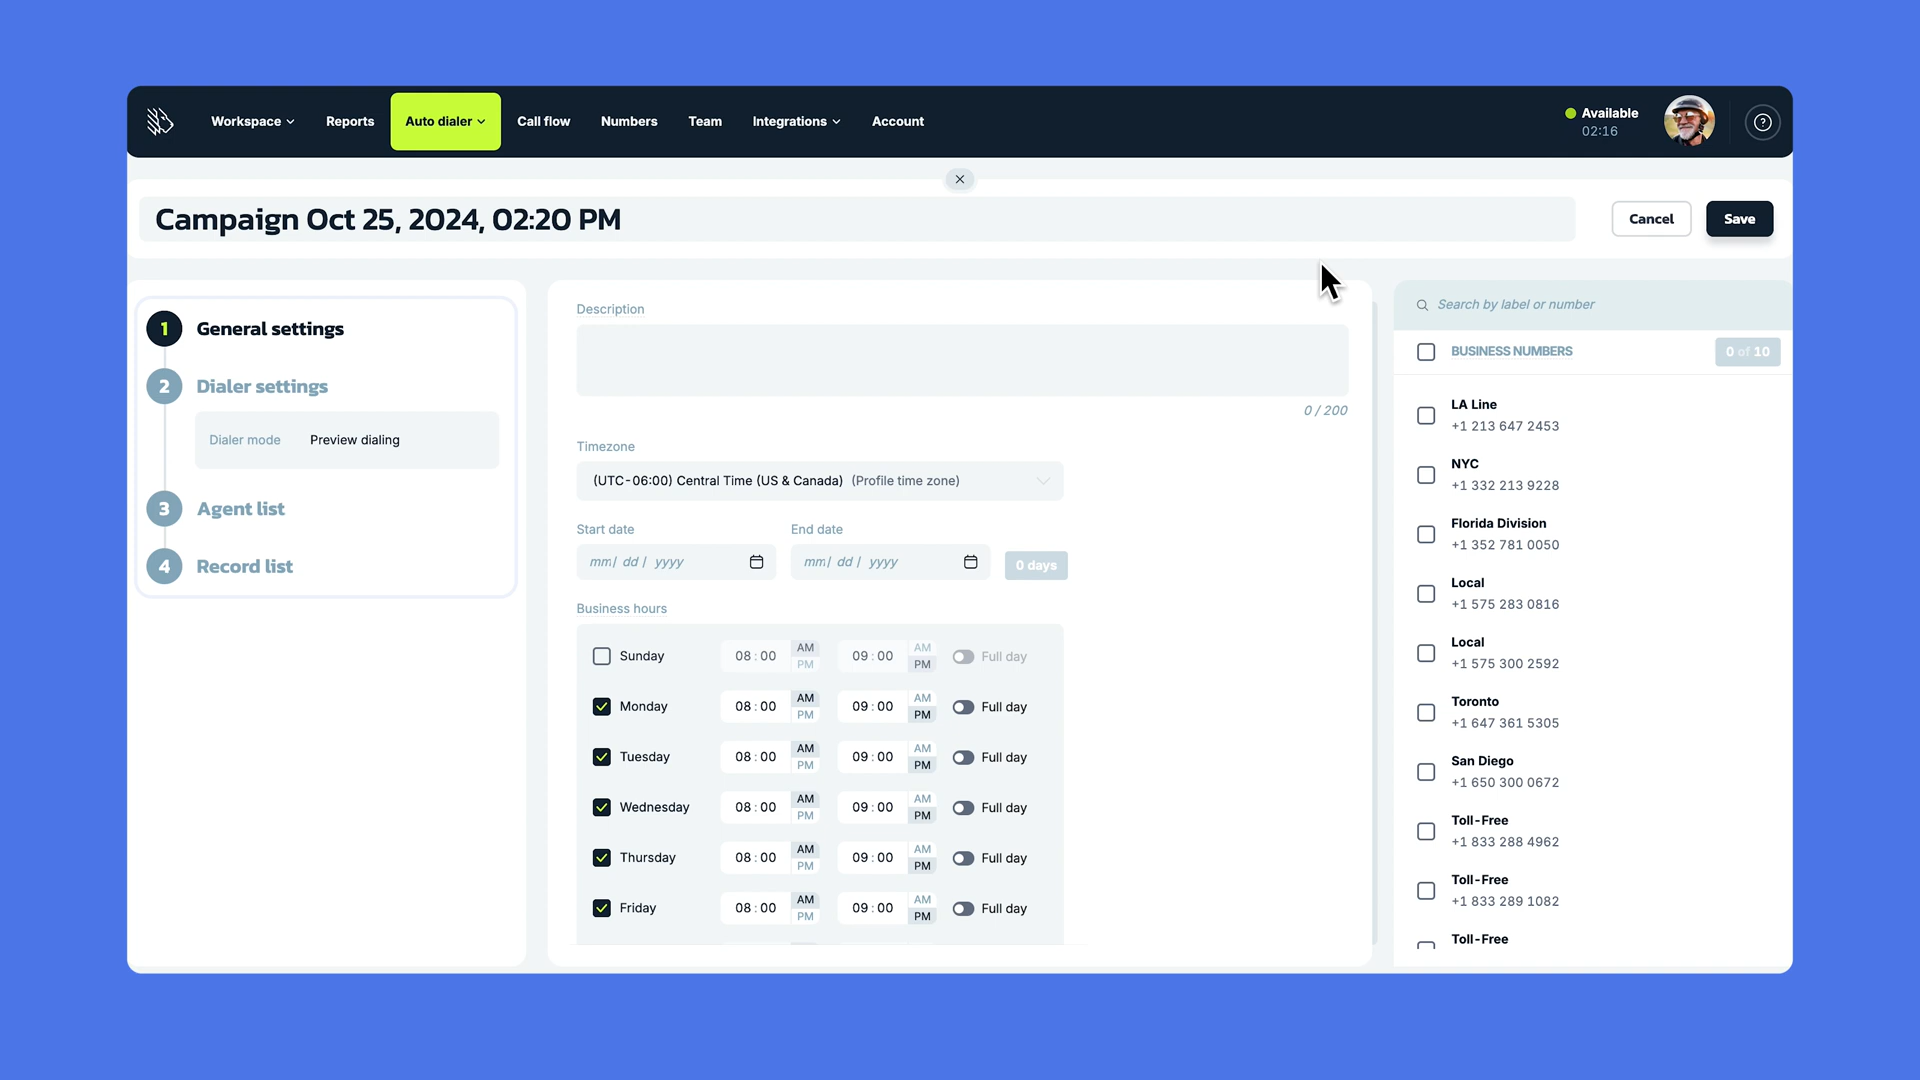 Workspace Reports Auto dialer Call flow Numbers Team Integrations Account
Available
02:16
Campaign Oct 25, 2024, 02:20 PM
Cancel
Save
1 General settings
2 Dialer settings
Dialer mode Preview dialing
3 Agent list
4 Record list
Description
0 / 200
Timezone
(UTC-06:00) Central Time (US & Canada) (Profile time zone)
Start date End date
mm/ dd / yyyy mm/ dd / yyyy 0 days
Business hours
Sunday 08:00 AM PM 09:00 AM PM Full day
Monday 08:00 AM PM 09:00 AM PM Full day
Tuesday 08:00 AM PM 09:00 AM PM Full day
Wednesday 08:00 AM PM 09:00 AM PM Full day
Thursday 08:00 AM PM 09:00 AM PM Full day
Friday 08:00 AM PM 09:00 AM PM Full day
Search by label or number
BUSINESS NUMBERS 0 of 10
LA Line
+1 213 647 2453
NYC
+1 332 213 9228
Florida Division
+1 352 781 0050
Local
+1 575 283 0816
Local
+1 575 300 2592
Toronto
+1 647 361 5305
San Diego
+1 650 300 0672
Toll-Free
+1 833 288 4962
Toll-Free
+1 833 289 1082
Toll-Free